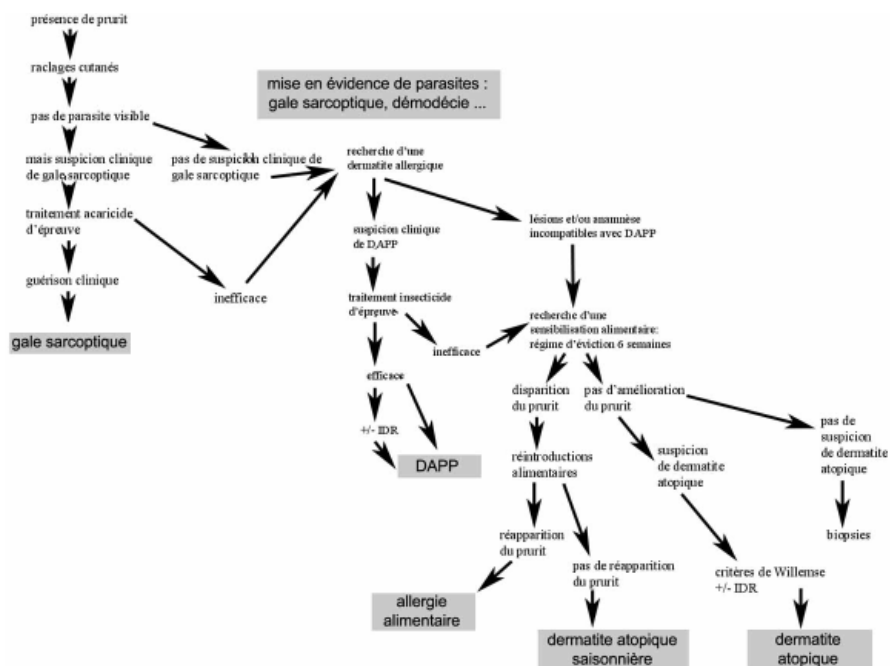 présence de prurit
raclages cutanés
mise en évidence de parasites :
gale sarcoptique, démodécie ...
pas de parasite visible
mais suspicion clinique
de gale sarcoptique
pas de suspicion clinique de
gale sarcoptique
recherche d'une
dermatite allergique
traitement acaricide
d'épreuve
suspicion clinique
de DAPP
lésions et/ou anamnèse
incompatibles avec DAPP
guérison clinique
inefficace
traitement insecticide
d'épreuve
recherche d'une
sensibilisation alimentaire:
régime d'éviction 6 semaines
gale sarcoptique
inefficace
efficace
disparition
du prurit
pas d'amélioration
du prurit
+/- IDR
pas de
suspicion
de dermatite
atopique
DAPP
réintroductions
alimentaires
suspicion
de dermatite
atopique
réapparition
du prurit
biopsies
pas de réapparition
du prurit
critères de Willemse
+/- IDR
allergie
alimentaire
dermatite atopique
saisonnière
dermatite
atopique